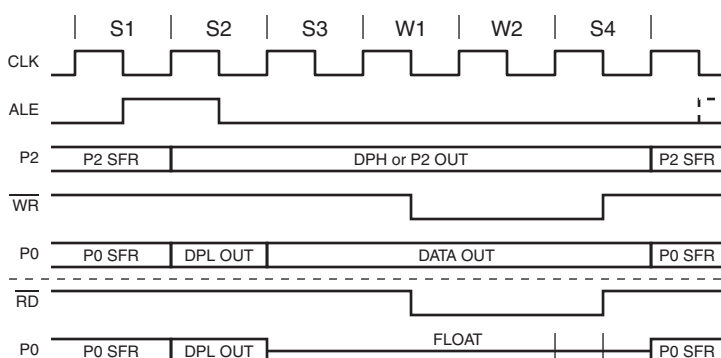 S1 S2 S3 W1 W2 S4
CLK
ALE
P2 P2 SFR DPH or P2 OUT P2 SFR
WR
P0 P0 SFR DPL OUT DATA OUT P0 SFR
RD
P0 P0 SFR DPL OUT FLOAT P0 SFR